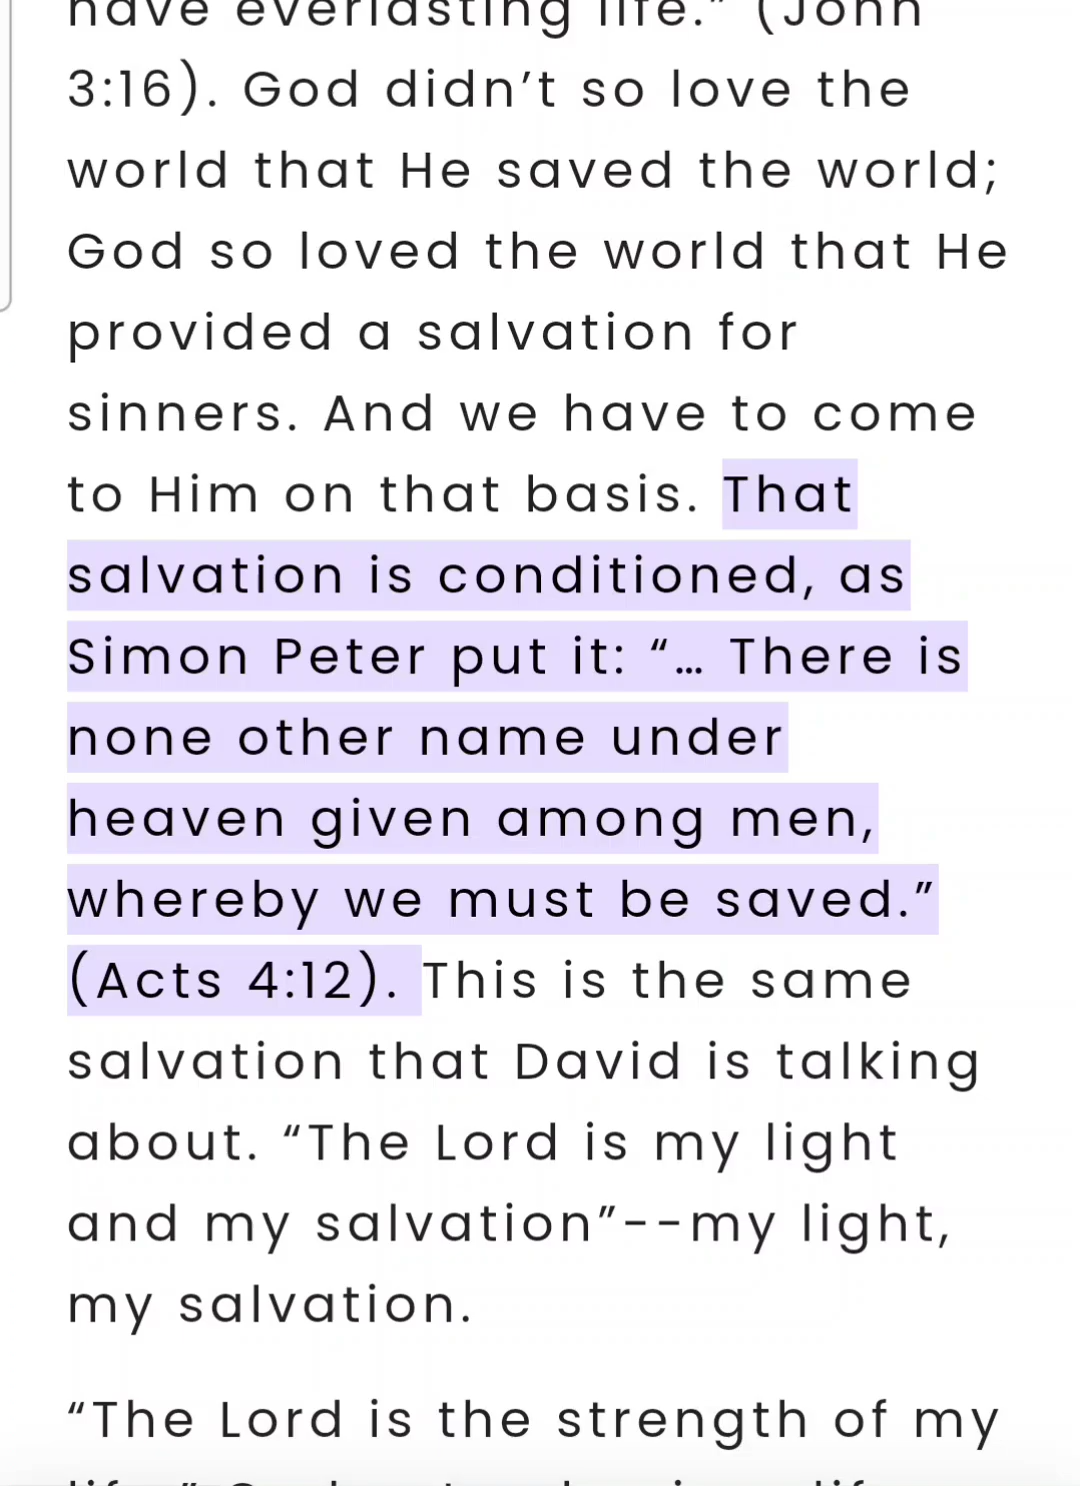 have everlasting life.” (John
3:16). God didn’t so love the
world that He saved the world;
God so loved the world that He
provided a salvation for
sinners. And we have to come
to Him on that basis. That
salvation is conditioned, as
Simon Peter put it: “… There is
none other name under
heaven given among men,
whereby we must be saved.”
(Acts 4:12). This is the same
salvation that David is talking
about. “The Lord is my light
and my salvation”--my light,
my salvation.
“The Lord is the strength of my